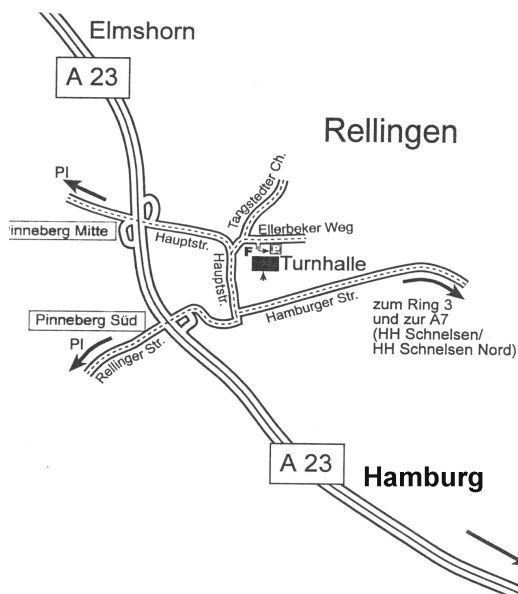 Elmshorn
A 23
Rellingen
PI
Tangstedter Ch.
Pinneberg Mitte
Ellerbeker Weg
Hauptstr.
F
Hauptstr.
Turnhalle
Hamburger Str.
zum Ring 3
und zur A7
(HH Schnelsen/
HH Schnelsen Nord)
Pinneberg Süd
PI
Rellinger Str.
A 23
Hamburg